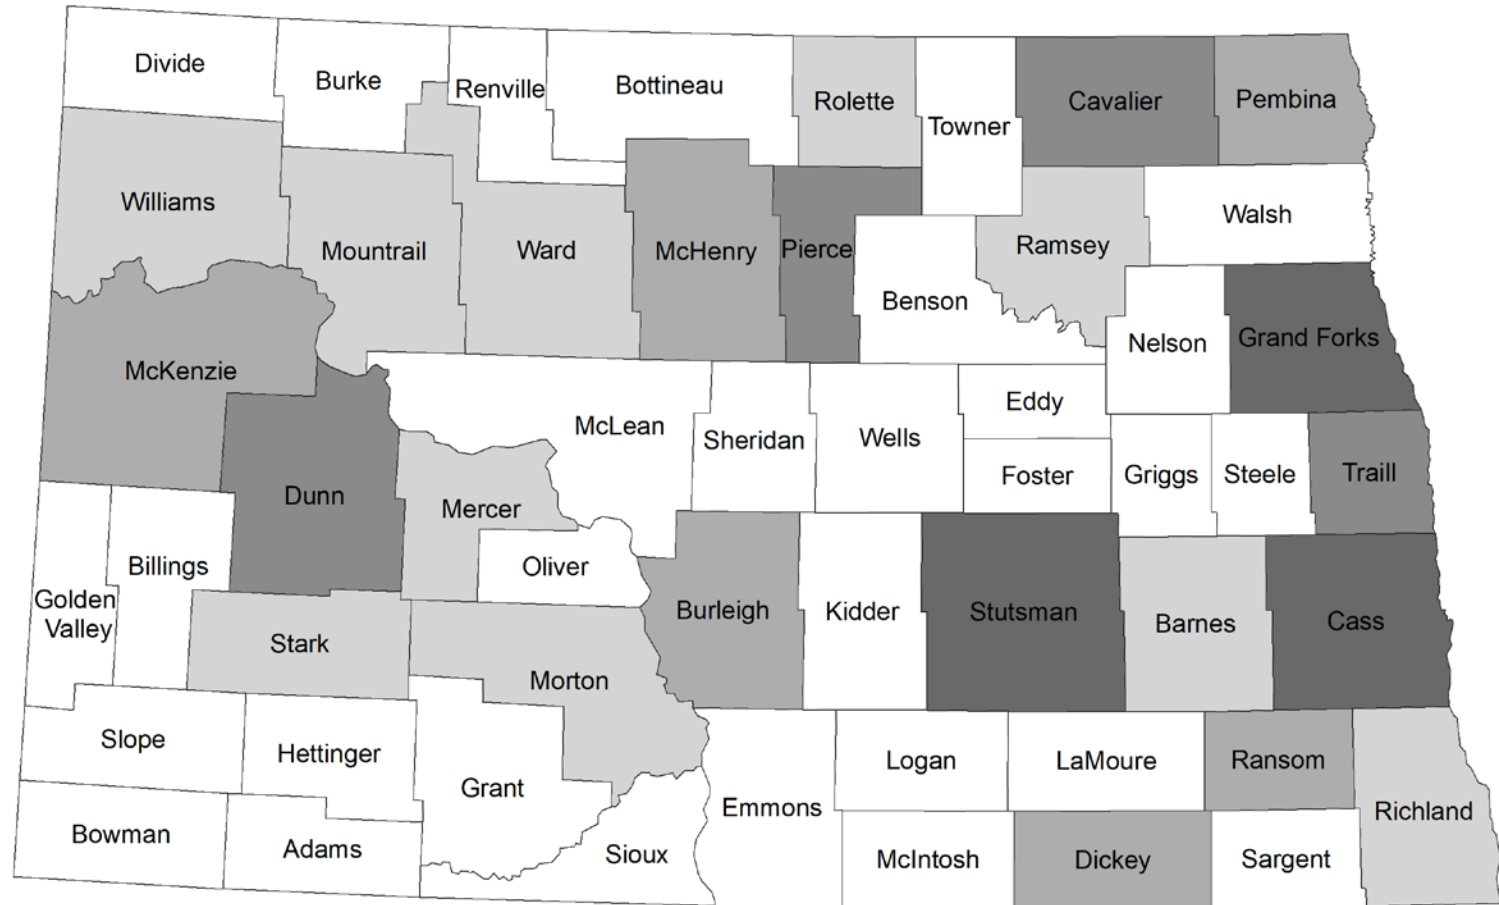 Divide
Burke
Renville
Bottineau
Rolette
Towner
Cavalier
Pembina
Williams
Mountrail
Ward
McHenry
Pierce
Benson
Ramsey
Walsh
McKenzie
Nelson
Grand Forks
McLean
Sheridan
Wells
Eddy
Foster
Griggs
Steele
Traill
Dunn
Mercer
Oliver
Billings
Golden
Valley
Stark
Morton
Burleigh
Kidder
Stutsman
Barnes
Cass
Slope
Hettinger
Grant
Emmons
Logan
LaMoure
Ransom
Richland
Bowman
Adams
Sioux
McIntosh
Dickey
Sargent